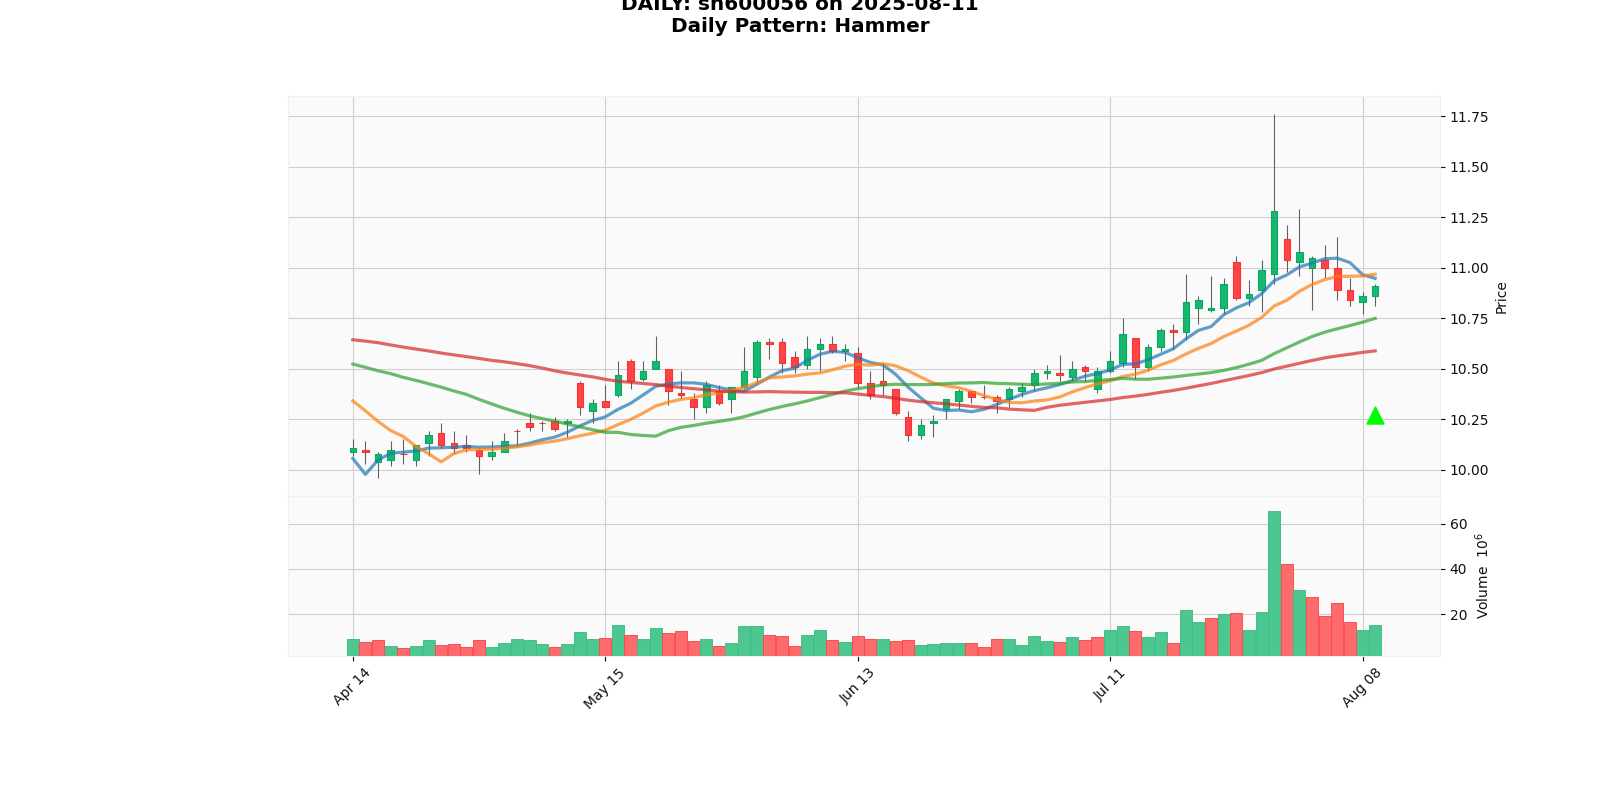 DAILY: sh600056 on 2025-08-11
Daily Pattern: Hammer
11.75
11.50
11.25
11.00
10.75
10.50
10.25
10.00
Price
60
40
20
Volume 10^6
Apr 14
May 15
Jun 13
Jul 11
Aug 08